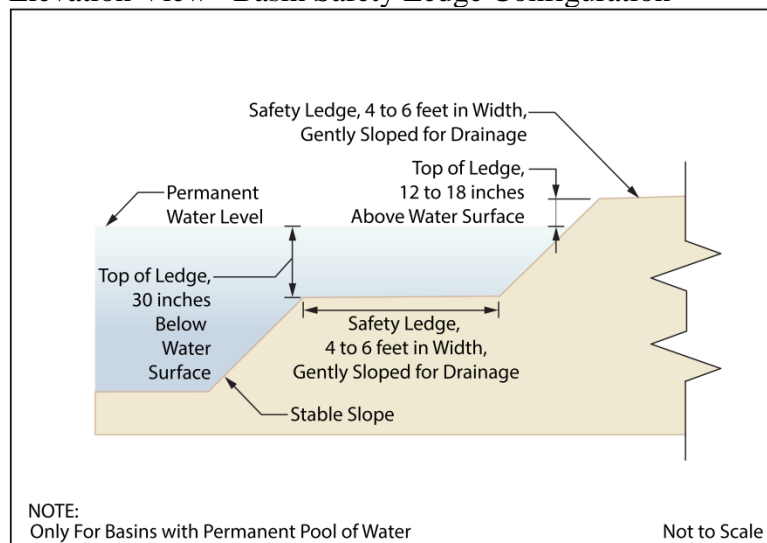 Elevation View - Basin Safety Ledge Configuration
Safety Ledge, 4 to 6 feet in Width,
Gently Sloped for Drainage
Top of Ledge,
12 to 18 inches
Above Water Surface
Permanent
Water Level
Top of Ledge,
30 inches
Below
Water
Surface
Safety Ledge,
4 to 6 feet in Width,
Gently Sloped for Drainage
Stable Slope
NOTE:
Only For Basins with Permanent Pool of Water
Not to Scale